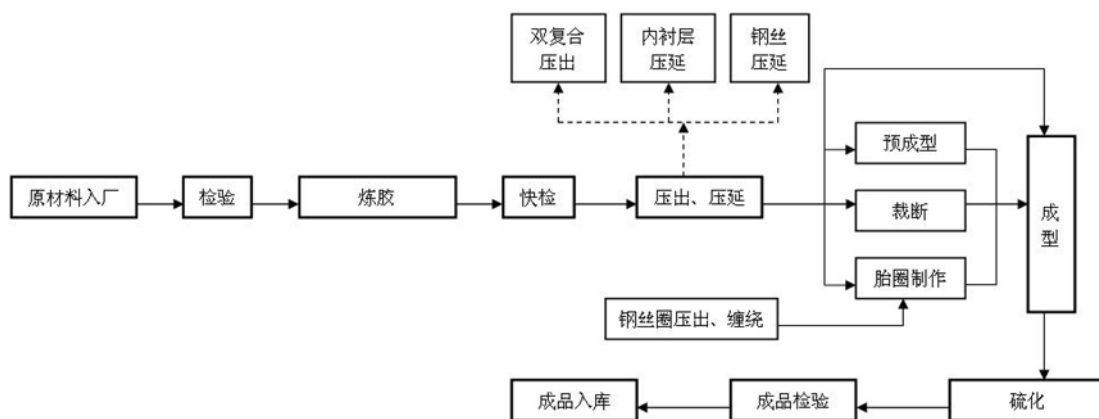 双复合
压出
内衬层
压延
钢丝
压延
预成型
原材料入厂
检验
炼胶
快检
压出、压延
裁断
成
型
胎圈制作
钢丝圈压出、缠绕
成品入库
成品检验
硫化